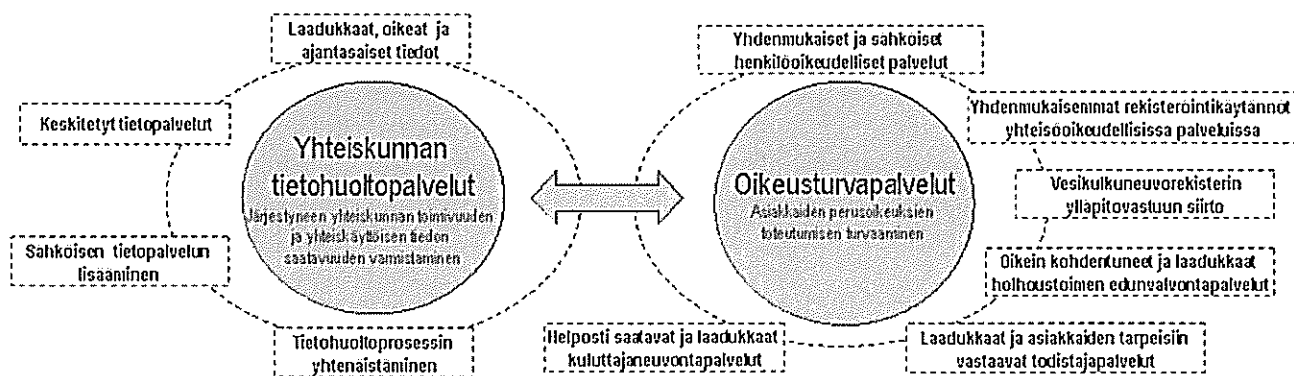 Laadukkaat, oikeat ja
ajantasaiset tiedot
Keskitetyt tietopalvelut
Yhteiskunnan
tietohuoltopalvelut
Järjestyneen yhteiskunnan toimivuuden
ja yhteiskäyttöisen tiedon
saatavuuden varmistaminen
Sähköisen tietopalvelun
lisääminen
Tietohuoltoprosessin
yhtenäistäminen
Yhdenmukaiset ja sähköiset
henkilöoikeudelliset palvelut
Yhdenmukaisemmat rekisteröintikäytännöt
yhteisöoikeudellisissa palveluissa
Oikeusturvapalvelut
Asiakkaiden perusoikeuksien
toteutumisen turvaaminen
Vesikulkuneuvorekisterin
ylläpitovastuun siirto
Oikein kohdentuneet ja laadukkaat
holhoustoimen edunvalvontapalvelut
Helposti saatavat ja laadukkaat
kuluttajaneuvontapalvelut
Laadukkaat ja asiakkaiden tarpeisiin
vastaavat todistajapalvelut